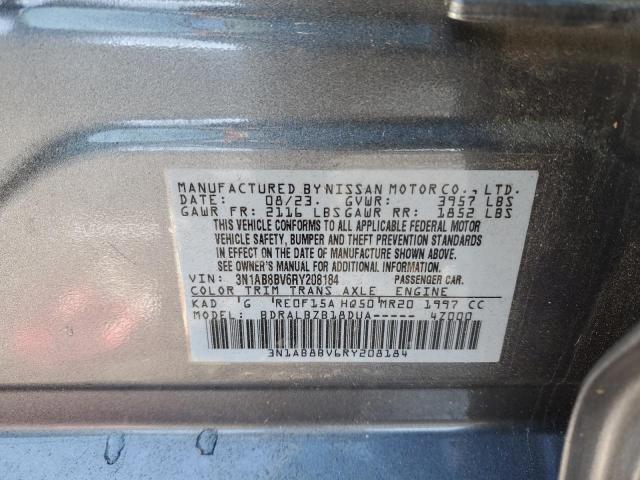 MANUFACTURED BY NISSAN MOTOR CO., LTD.
DATE: 08/23. GVWR: 3957 LBS
GAWR FR: 2116 LBS GAWR RR: 1852 LBS
THIS VEHICLE CONFORMS TO ALL APPLICABLE FEDERAL MOTOR
VEHICLE SAFETY, BUMPER AND THEFT PREVENTION STANDARDS
IN EFFECT ON THE DATE OF MANUFACTURE SHOWN ABOVE.
SEE OWNER'S MANUAL FOR ADDITIONAL INFORMATION.
VIN: 3N1AB8BV6RY208184 PASSENGER CAR.
COLOR TRIM TRANS AXLE ENGINE
KAD 'G 'RE0F15A HQ50 MR20 1997 CC
MODEL: BDRALBZB18DUA----- 4Z000
3N1AB8BV6RY208184